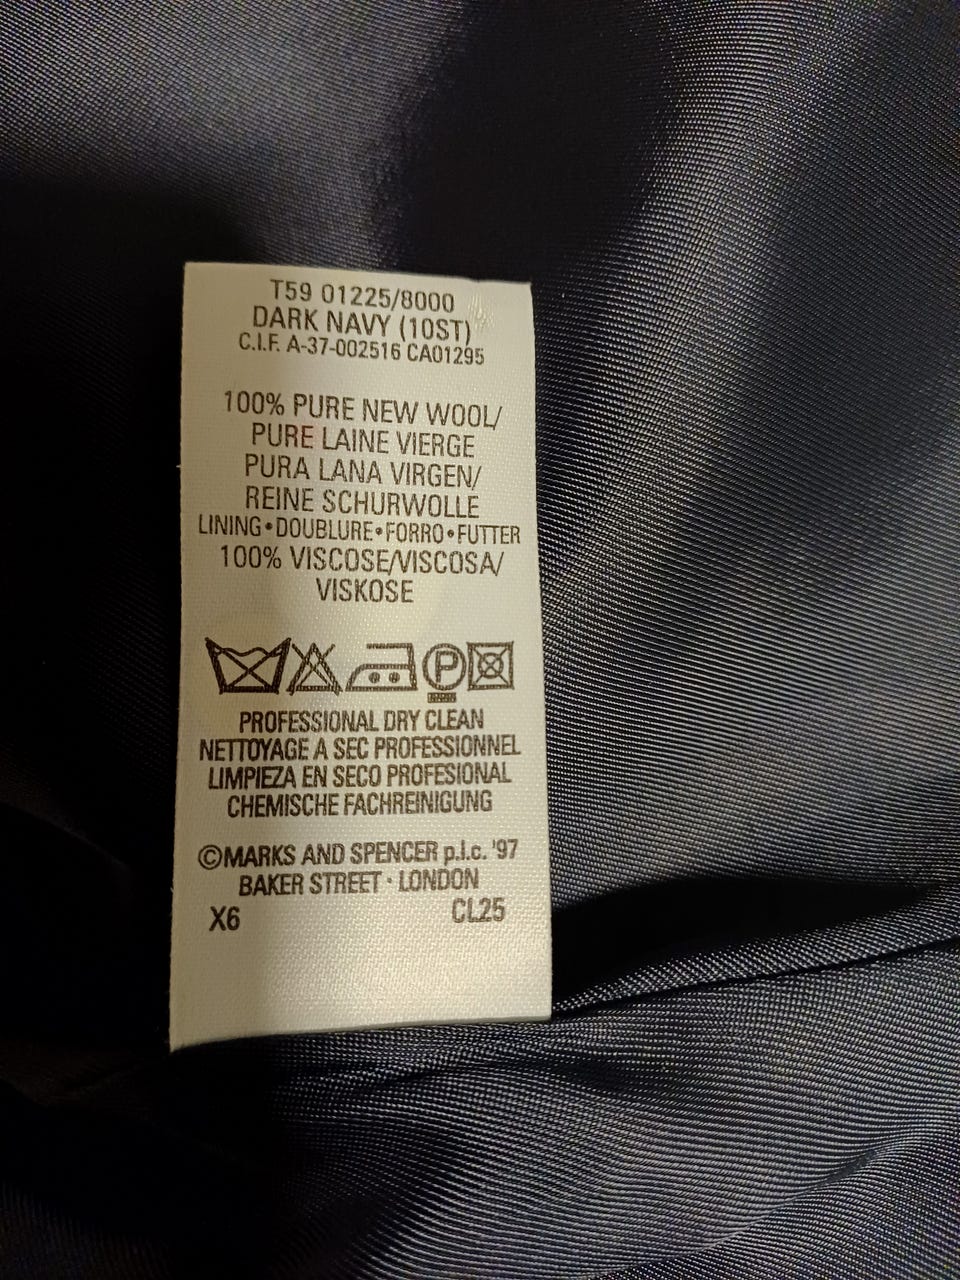 T59 01225/8000
DARK NAVY (10ST)
C.I.F. A-37-002516 CA01295
100% PURE NEW WOOL/
PURE LAINE VIERGE
PURA LANA VIRGEN/
REINE SCHURWOLLE
LINING•DOUBLURE•FORRO•FUTTER
100% VISCOSE/VISCOSA/
VISKOSE
P
PROFESSIONAL DRY CLEAN
NETTOYAGE A SEC PROFESSIONNEL
LIMPIEZA EN SECO PROFESIONAL
CHEMISCHE FACHREINIGUNG
©MARKS AND SPENCER p.l.c. '97
BAKER STREET · LONDON
X6 CL25